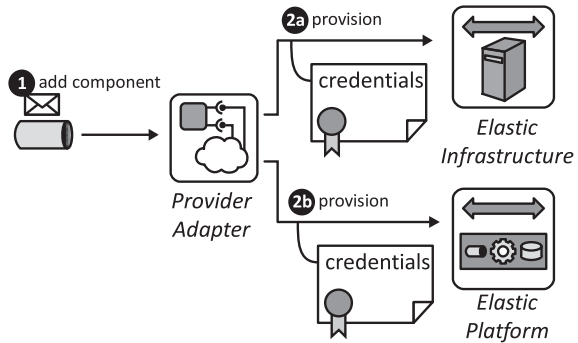 2a provision
1 add component
credentials
Elastic
Infrastructure
Provider
Adapter
2b provision
credentials
Elastic
Platform